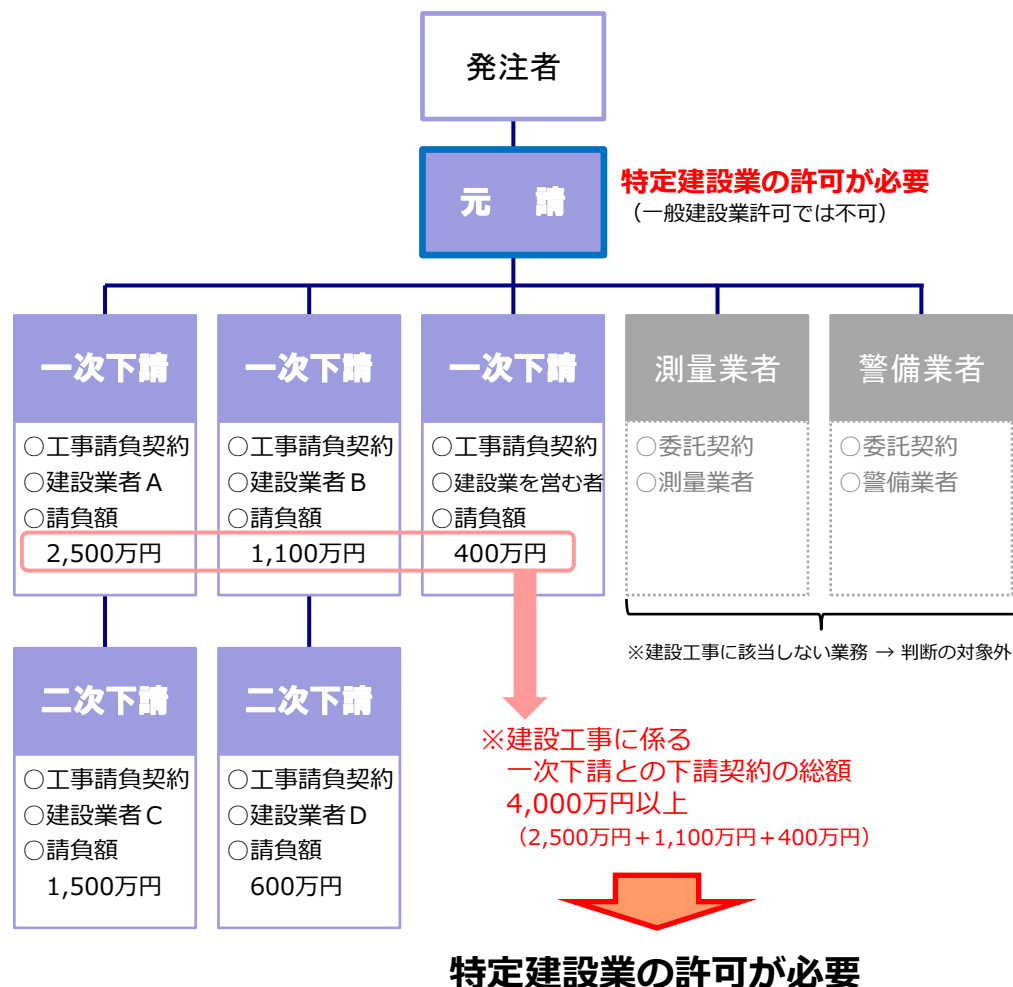 発注者
元　請
特定建設業の許可が必要
（一般建設業許可では不可）
一次下請
○工事請負契約
○建設業者Ａ
○請負額
2,500万円
一次下請
○工事請負契約
○建設業者Ｂ
○請負額
1,100万円
一次下請
○工事請負契約
○建設業を営む者
○請負額
400万円
測量業者
○委託契約
○測量業者
警備業者
○委託契約
○警備業者
※建設工事に該当しない業務 → 判断の対象外
二次下請
○工事請負契約
○建設業者Ｃ
○請負額
1,500万円
二次下請
○工事請負契約
○建設業者Ｄ
○請負額
600万円
※建設工事に係る
一次下請との下請契約の総額
4,000万円以上
（2,500万円＋1,100万円＋400万円）
特定建設業の許可が必要